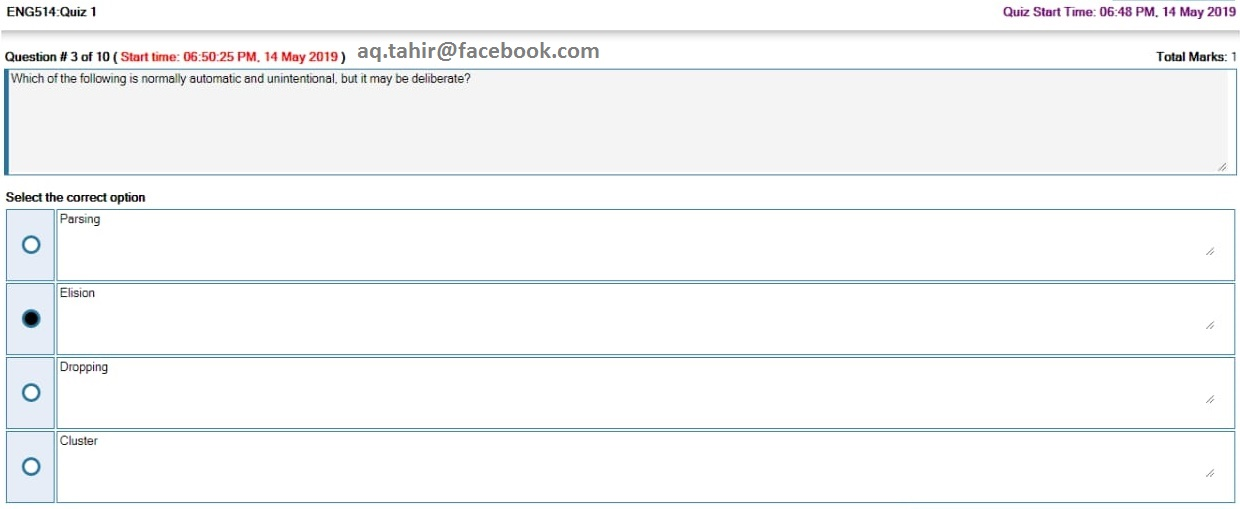 ENG514:Quiz 1
Quiz Start Time: 06:48 PM, 14 May 2019
Question # 3 of 10 ( Start time: 06:50:25 PM, 14 May 2019 ) aq.tahir@facebook.com
Total Marks: 1
Which of the following is normally automatic and unintentional, but it may be deliberate?
Select the correct option
Parsing
Elision
Dropping
Cluster